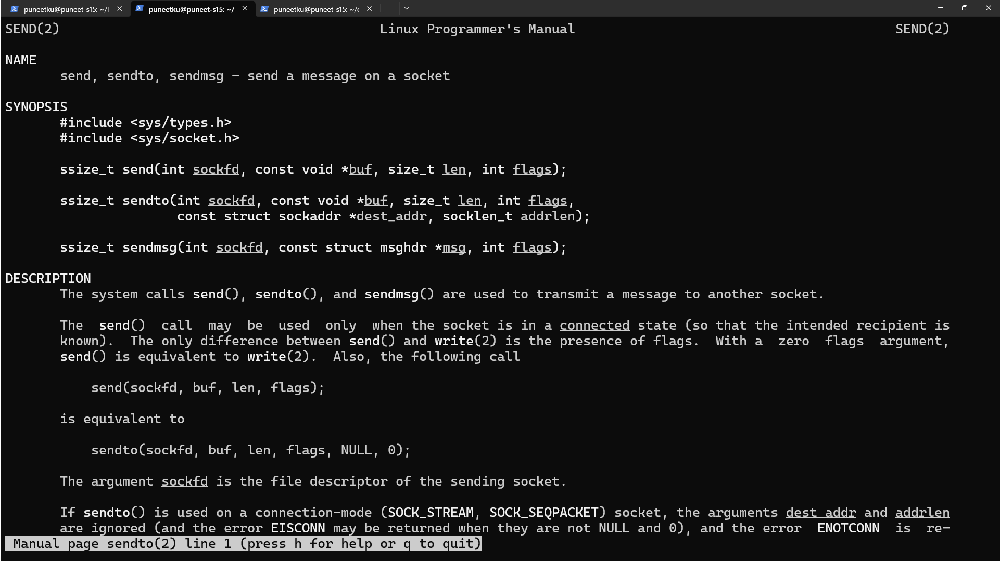 puneetku@puneet-s15: ~/l
puneetku@puneet-s15: ~/
puneetku@puneet-s15: ~/c
SEND(2) Linux Programmer's Manual SEND(2)
NAME
send, sendto, sendmsg - send a message on a socket
SYNOPSIS
#include <sys/types.h>
#include <sys/socket.h>
ssize_t send(int sockfd, const void *buf, size_t len, int flags);
ssize_t sendto(int sockfd, const void *buf, size_t len, int flags,
const struct sockaddr *dest_addr, socklen_t addrlen);
ssize_t sendmsg(int sockfd, const struct msghdr *msg, int flags);
DESCRIPTION
The system calls send(), sendto(), and sendmsg() are used to transmit a message to another socket.
The send() call may be used only when the socket is in a connected state (so that the intended recipient is
known). The only difference between send() and write(2) is the presence of flags. With a zero flags argument,
send() is equivalent to write(2). Also, the following call
send(sockfd, buf, len, flags);
is equivalent to
sendto(sockfd, buf, len, flags, NULL, 0);
The argument sockfd is the file descriptor of the sending socket.
If sendto() is used on a connection-mode (SOCK_STREAM, SOCK_SEQPACKET) socket, the arguments dest_addr and addrlen
are ignored (and the error EISCONN may be returned when they are not NULL and 0), and the error ENOTCONN is re-
Manual page sendto(2) line 1 (press h for help or q to quit)